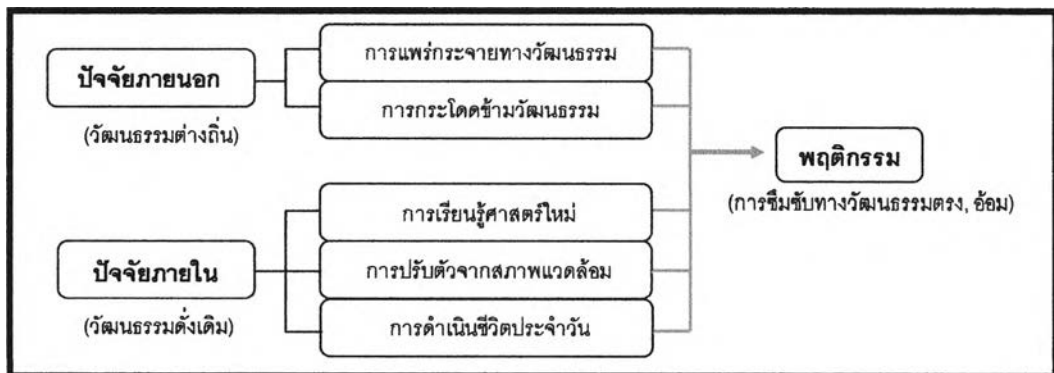 ปัจจัยภายนอก
(วัฒนธรรมต่างถิ่น)
การแพร่กระจายทางวัฒนธรรม
การกระโดดข้ามวัฒนธรรม
ปัจจัยภายใน
(วัฒนธรรมดั่งเดิม)
การเรียนรู้ศาสตร์ใหม่
การปรับตัวจากสภาพแวดล้อม
การดำเนินชีวิตประจำวัน
พฤติกรรม
(การซึมซับทางวัฒนธรรมตรง, อ้อม)